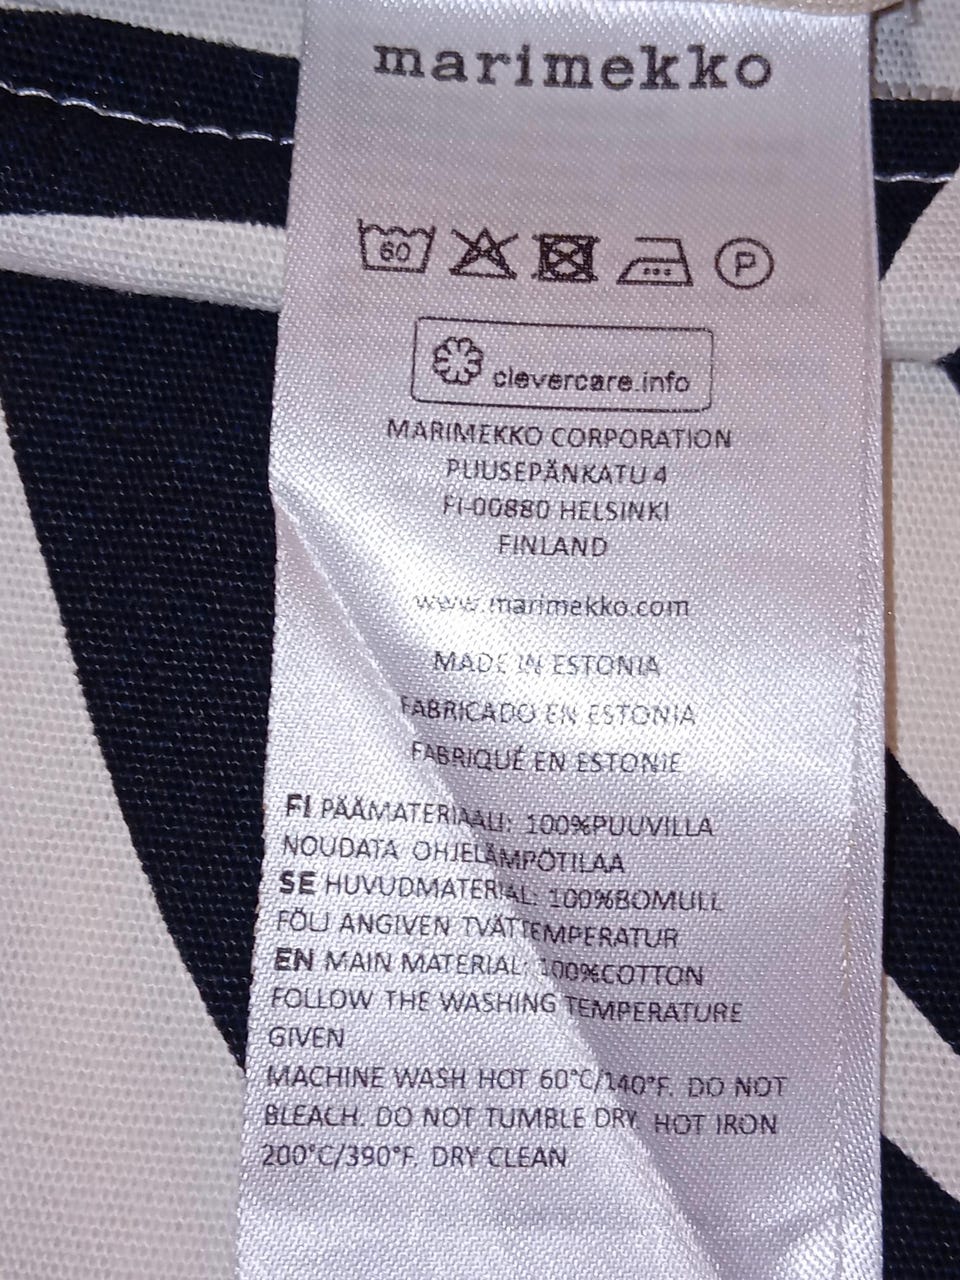 marimekko
60 P
clevercare.info
MARIMEKKO CORPORATION
PUUSEPÄNKATU 4
FI-00880 HELSINKI
FINLAND
www.marimekko.com
MADE IN ESTONIA
FABRICADO EN ESTONIA
FABRIQUÉ EN ESTONIE
FI PÄÄMATERIAALI: 100%PUUVILLA
NOUDATA OHJELÄMPÖTILAA
SE HUVUDMATERIAL: 100%BOMULL
FÖLJ ANGIVEN TVÄTTEMPERATUR
EN MAIN MATERIAL: 100%COTTON
FOLLOW THE WASHING TEMPERATURE
GIVEN
MACHINE WASH HOT 60°C/140°F. DO NOT
BLEACH. DO NOT TUMBLE DRY. HOT IRON
200°C/390°F. DRY CLEAN